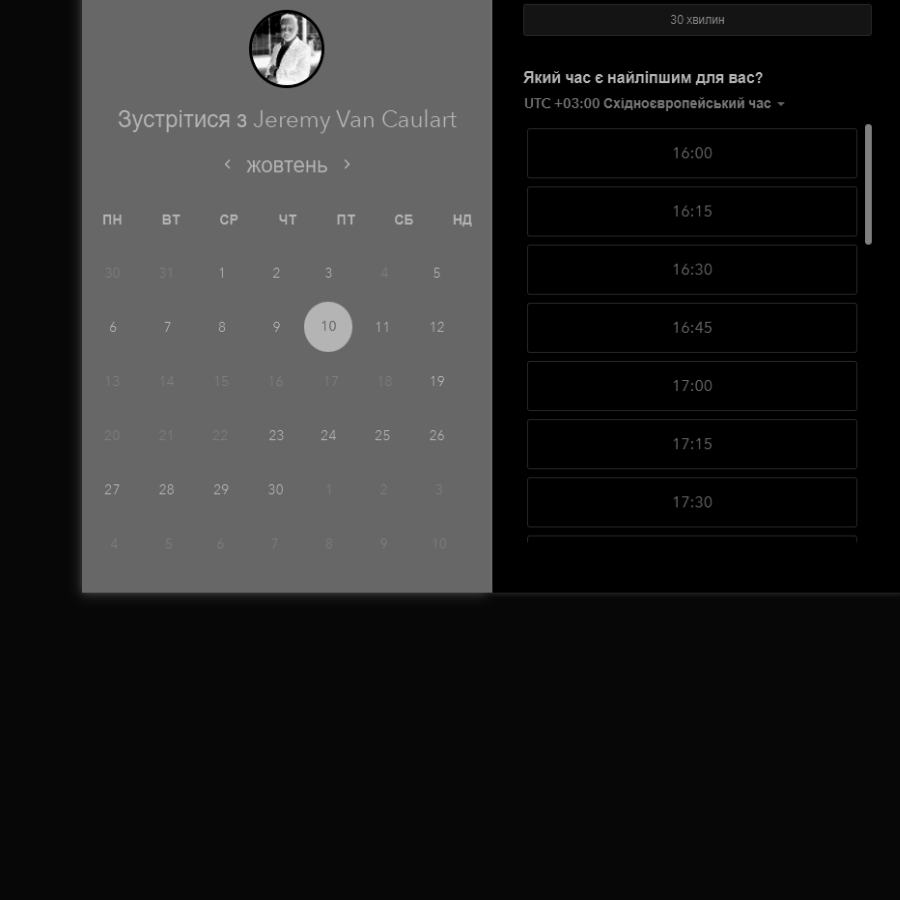 Зустрітися з Jeremy Van Caulart
жовтень
ПН ВТ СР ЧТ ПТ СБ НД
30 31 1 2 3 4 5
6 7 8 9 10 11 12
13 14 15 16 17 18 19
20 21 22 23 24 25 26
27 28 29 30 1 2 3
4 5 6 7 8 9 10
30 хвилин
Який час є найліпшим для вас?
UTC +03:00 Східноєвропейський час
16:00
16:15
16:30
16:45
17:00
17:15
17:30